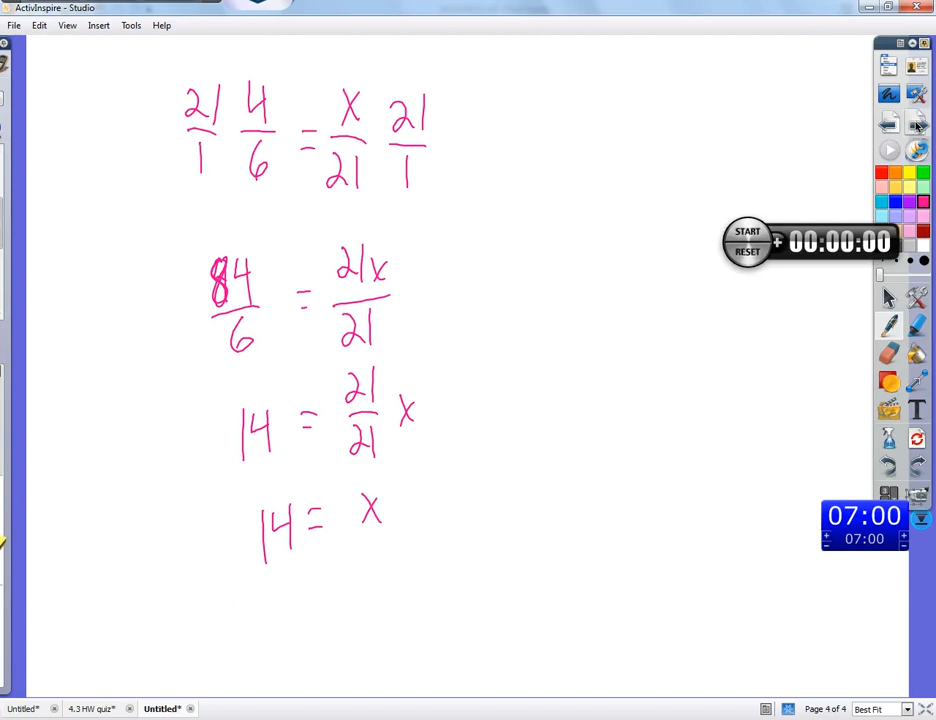 ActivInspire - Studio
File Edit View Insert Tools Help
21/1 4/6 = x/21 21/1
84/6 = 21x/21
14 = 21/21 x
14 = x
START
RESET
+ 00:00:00
T
07:00
07:00
Untitled* 4.3 HW quiz* Untitled*
Page 4 of 4 Best Fit